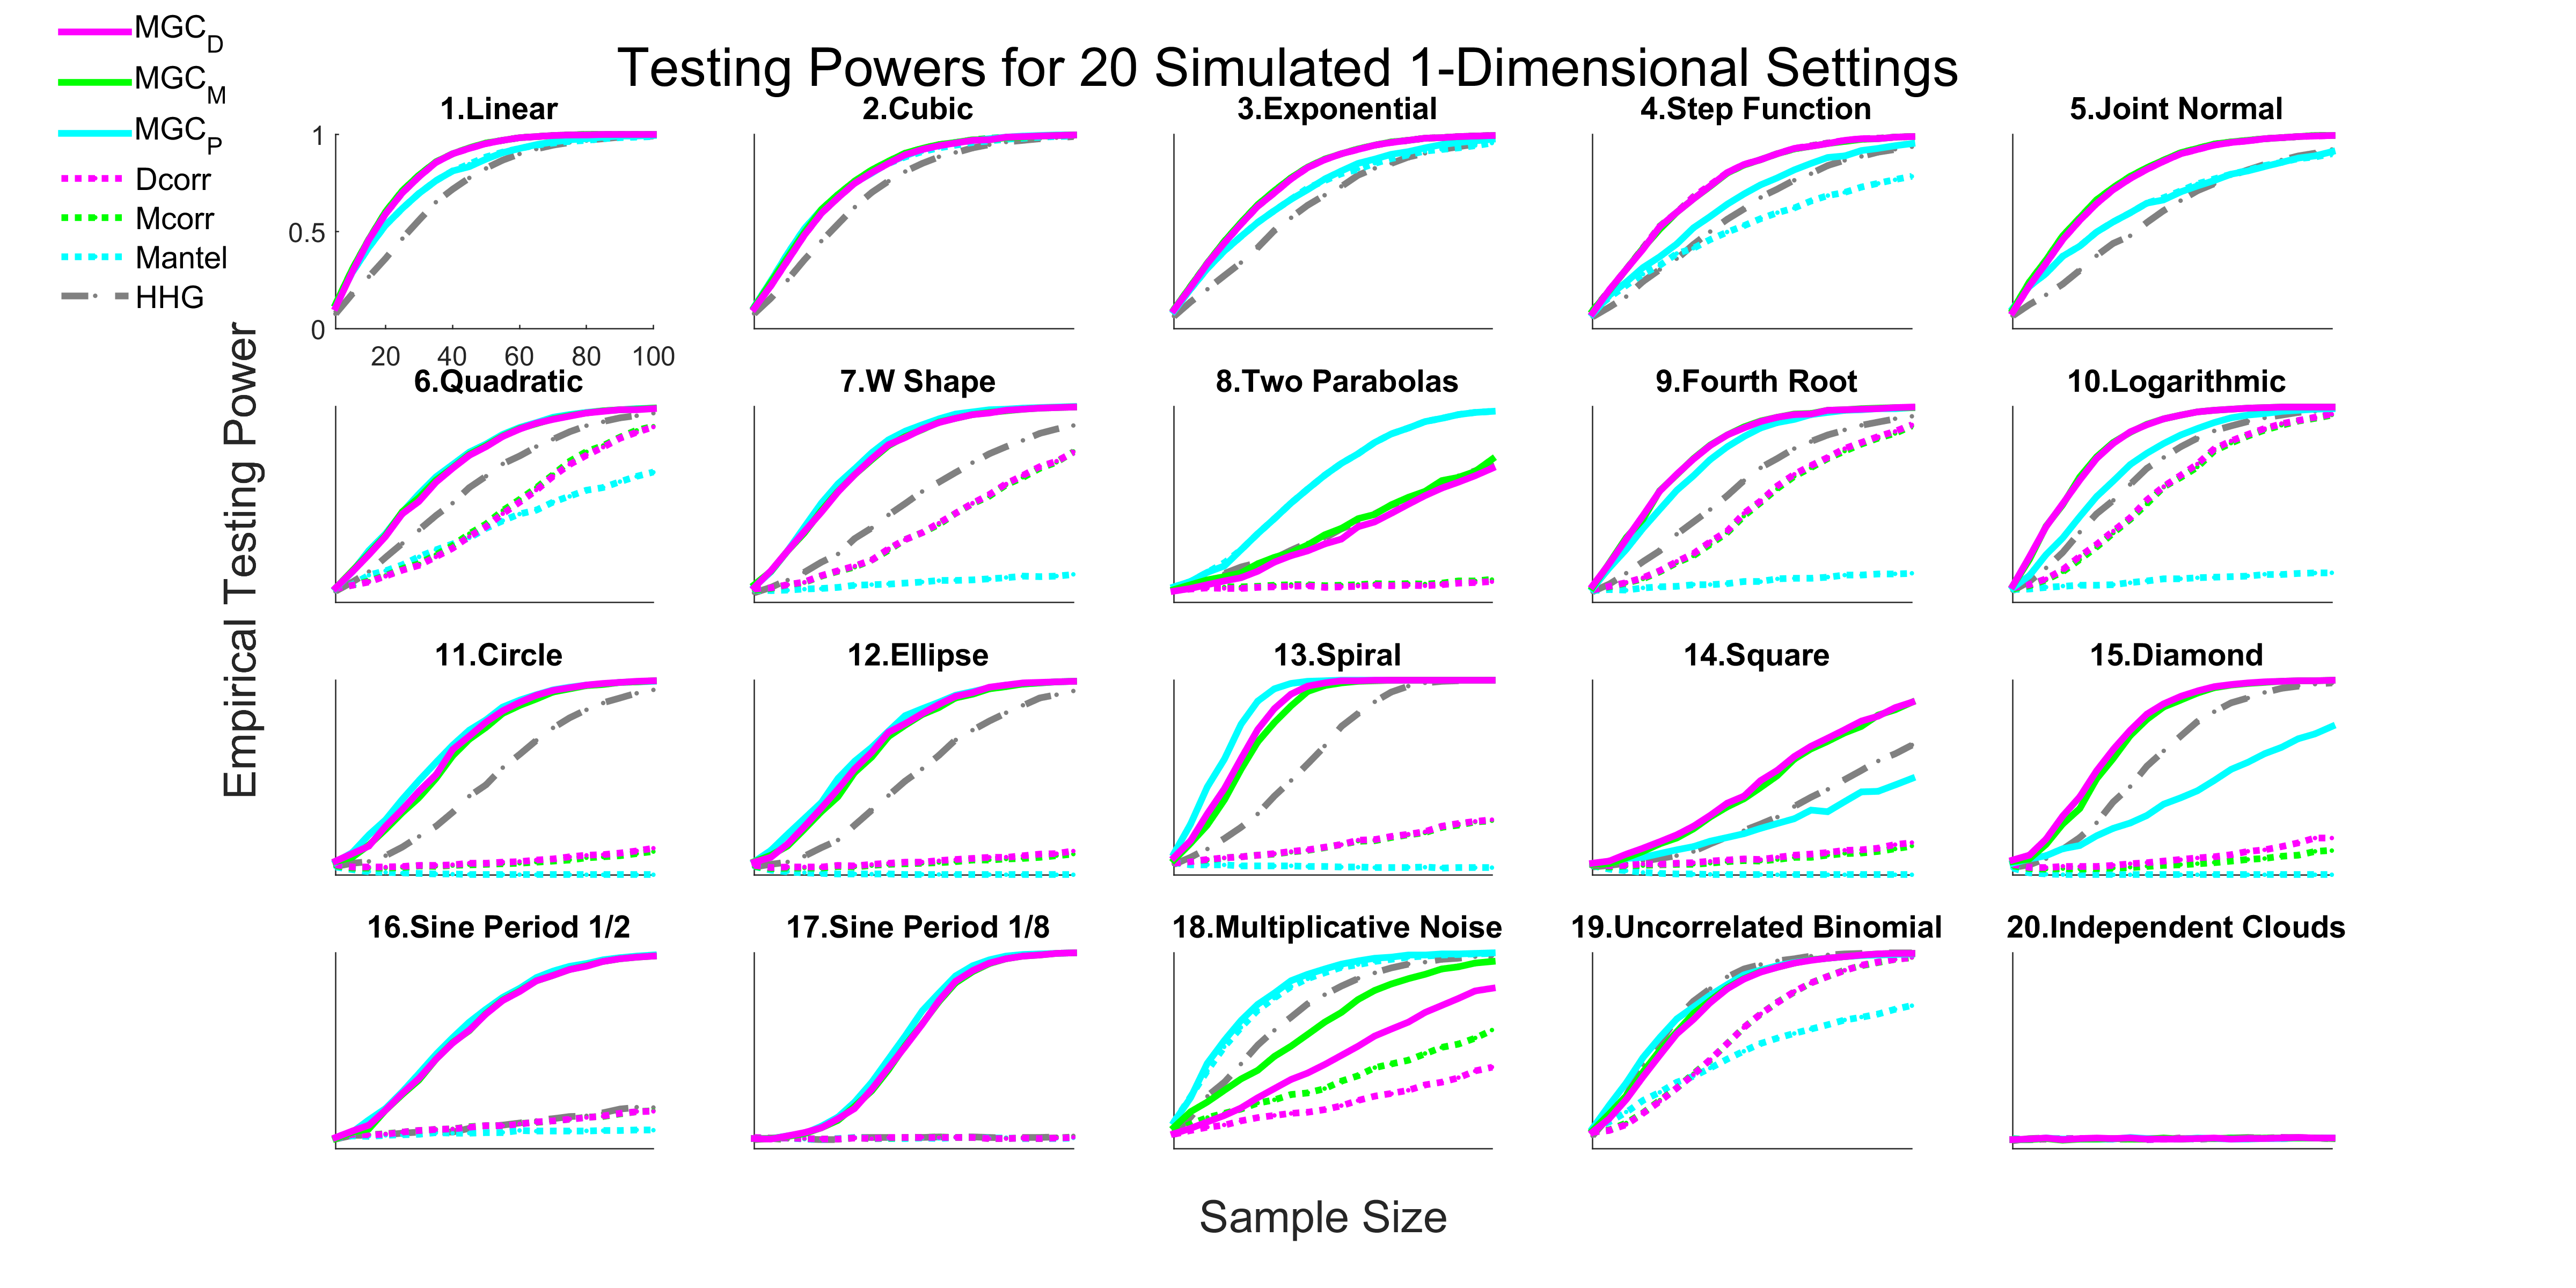 MGC_D
MGC_M
MGC_P
Dcorr
Mcorr
Mantel
HHG
Testing Powers for 20 Simulated 1-Dimensional Settings
1.Linear
2.Cubic
3.Exponential
4.Step Function
5.Joint Normal
1
0.5
0
20 40 60 80 100
6.Quadratic
7.W Shape
8.Two Parabolas
9.Fourth Root
10.Logarithmic
Empirical Testing Power
11.Circle
12.Ellipse
13.Spiral
14.Square
15.Diamond
16.Sine Period 1/2
17.Sine Period 1/8
18.Multiplicative Noise
19.Uncorrelated Binomial
20.Independent Clouds
Sample Size